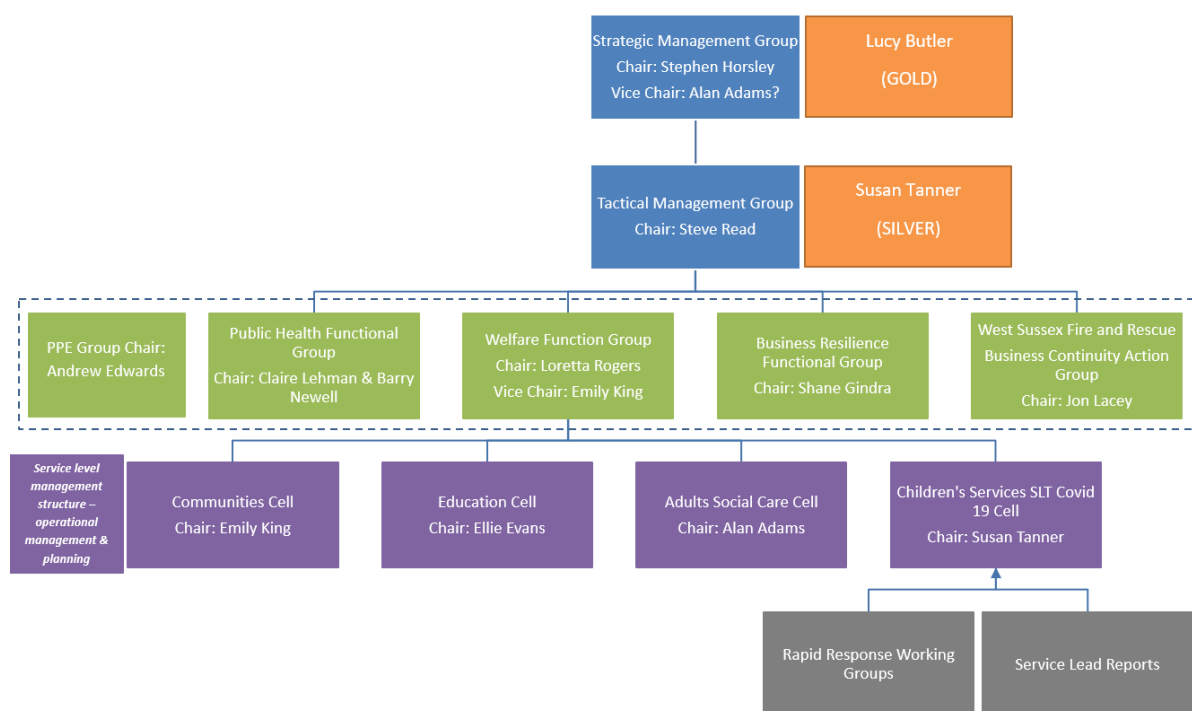 Strategic Management Group
Chair: Stephen Horsley
Vice Chair: Alan Adams?
Lucy Butler
(GOLD)
Tactical Management Group
Chair: Steve Read
Susan Tanner
(SILVER)
PPE Group Chair:
Andrew Edwards
Public Health Functional
Group
Chair: Claire Lehman & Barry
Newell
Welfare Function Group
Chair: Loretta Rogers
Vice Chair: Emily King
Business Resilience
Functional Group
Chair: Shane Gindra
West Sussex Fire and Rescue
Business Continuity Action
Group
Chair: Jon Lacey
Service level
management
structure –
operational
management &
planning
Communities Cell
Chair: Emily King
Education Cell
Chair: Ellie Evans
Adults Social Care Cell
Chair: Alan Adams
Children's Services SLT Covid
19 Cell
Chair: Susan Tanner
Rapid Response Working
Groups
Service Lead Reports